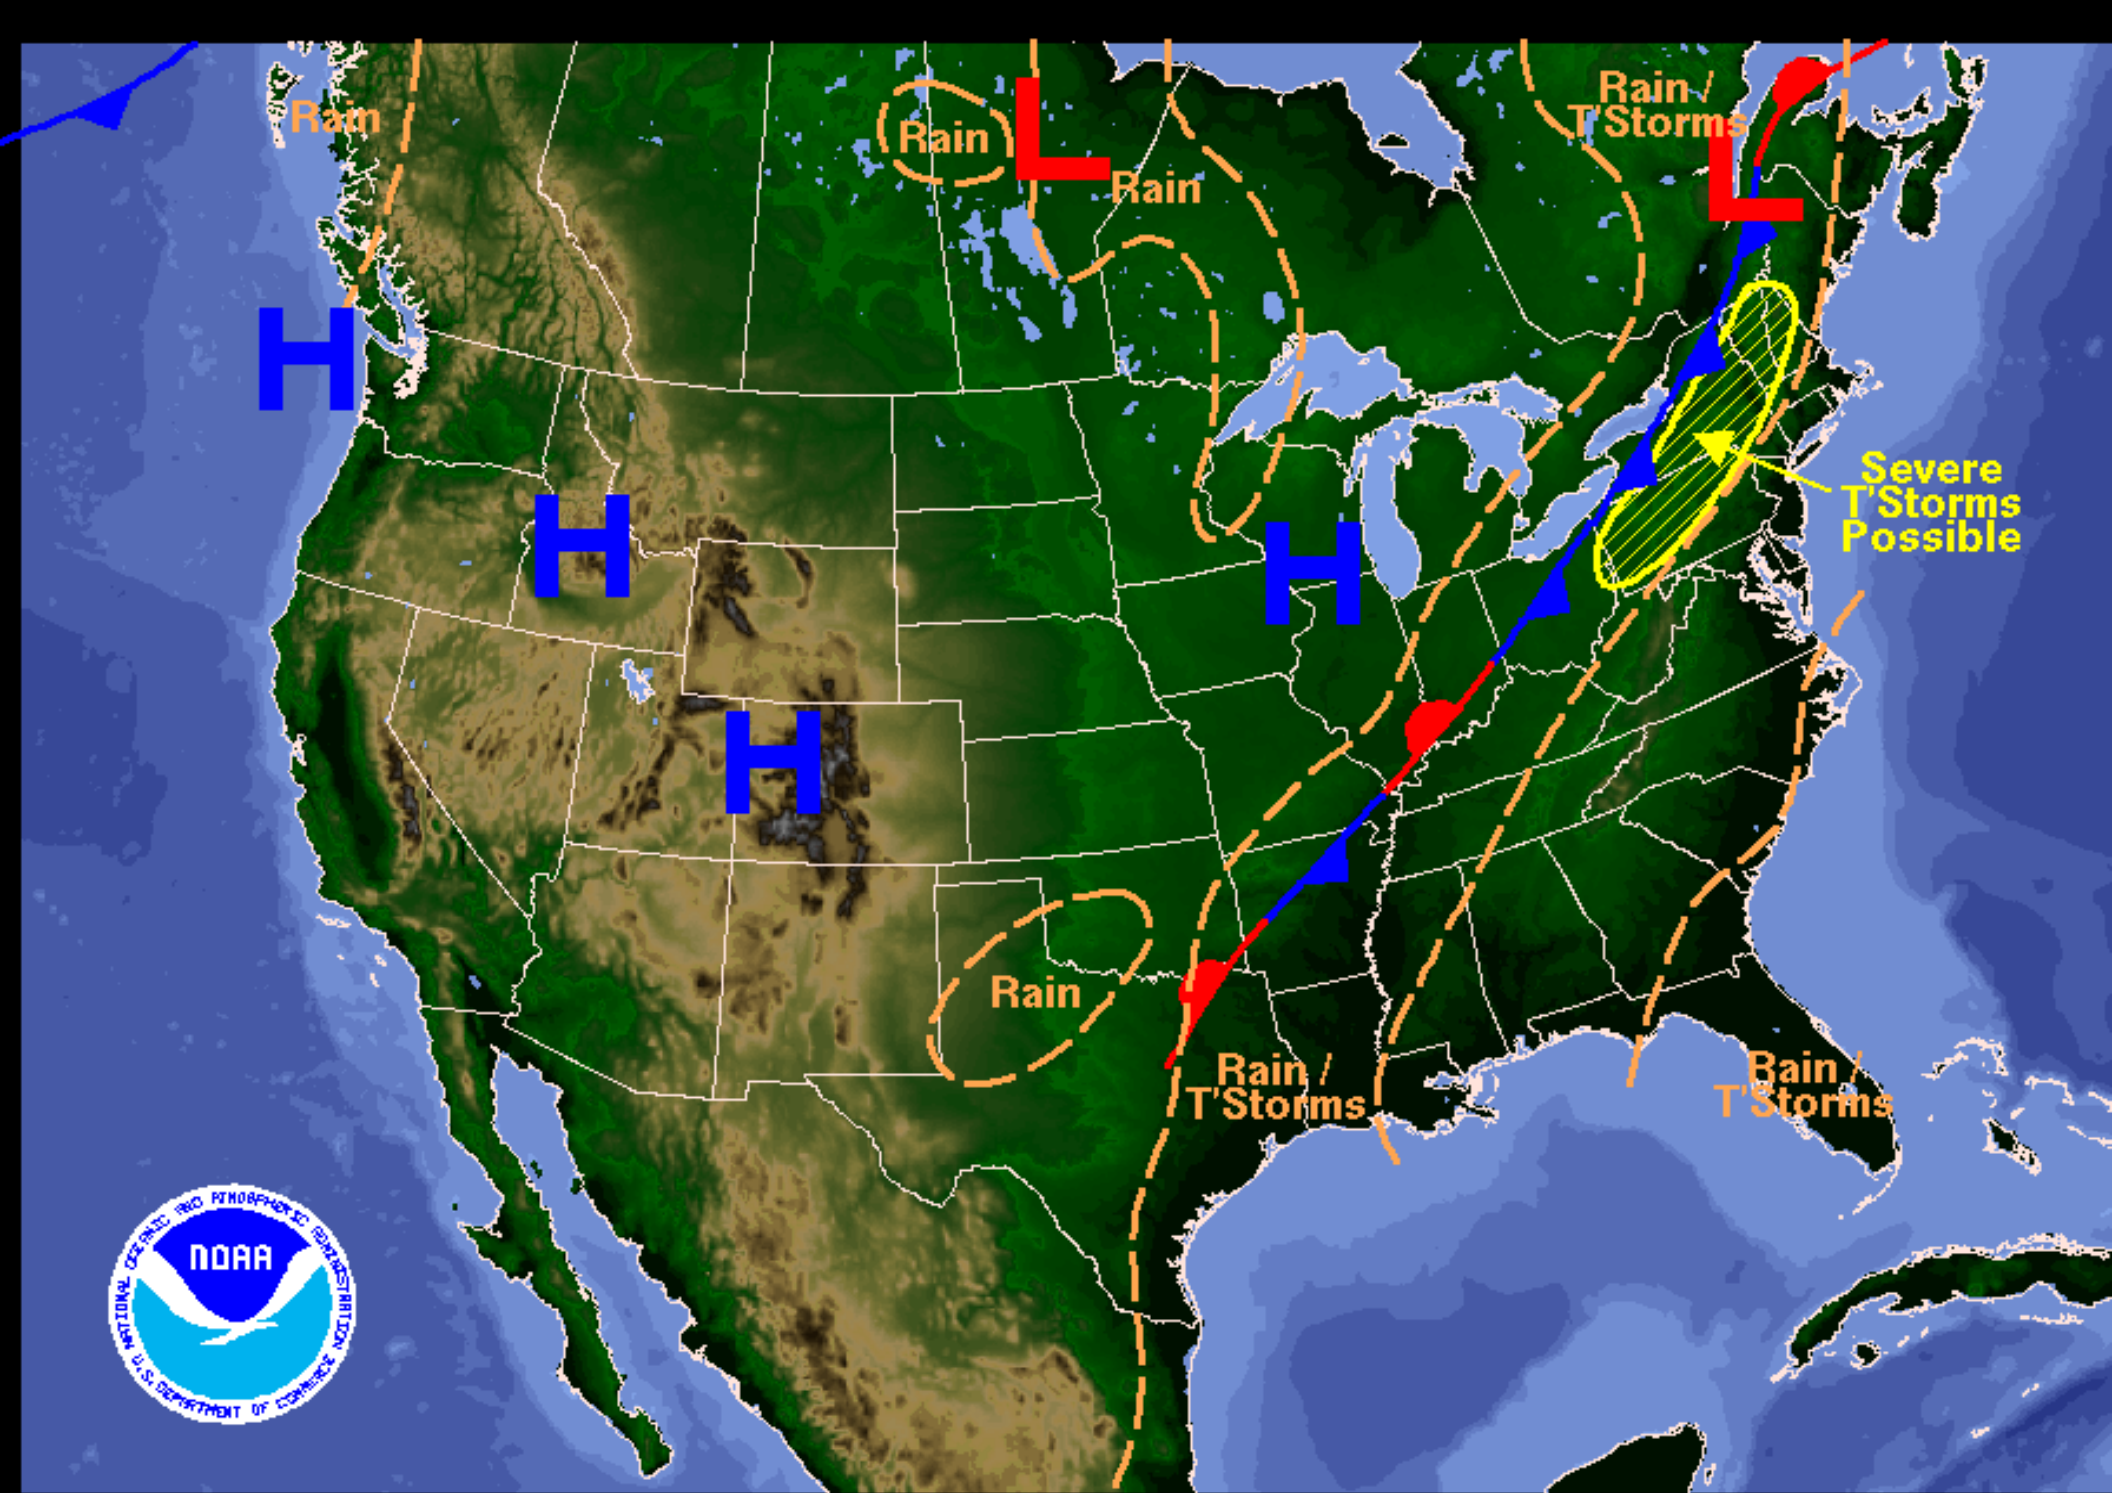 Rain /
T'Storms
Rain
Rain
L
L
Rain
H
Severe
T'Storms
Possible
H
H
H
Rain
Rain /
T'Storms
Rain /
T'Storms
NATIONAL OCEANIC AND ATMOSPHERIC ADMINISTRATION
NOAA
U.S. DEPARTMENT OF COMMERCE